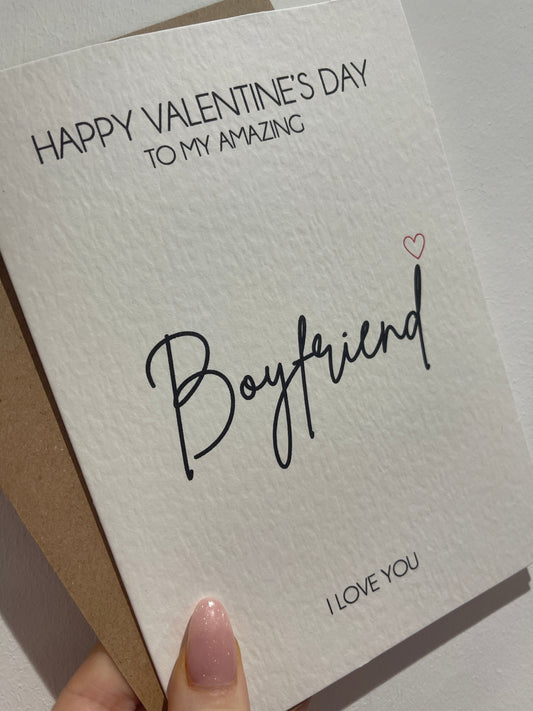 HAPPY VALENTINE'S DAY
TO MY AMAZING
Boyfriend
I LOVE YOU